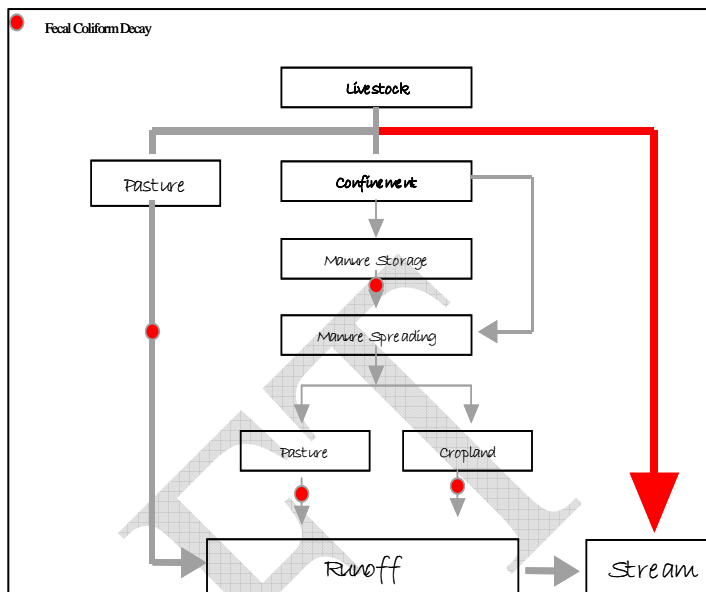 Fecal Coliform Decay
Livestock
Pasture
Confinement
Manure Storage
Manure Spreading
Pasture
Cropland
Runoff
Stream